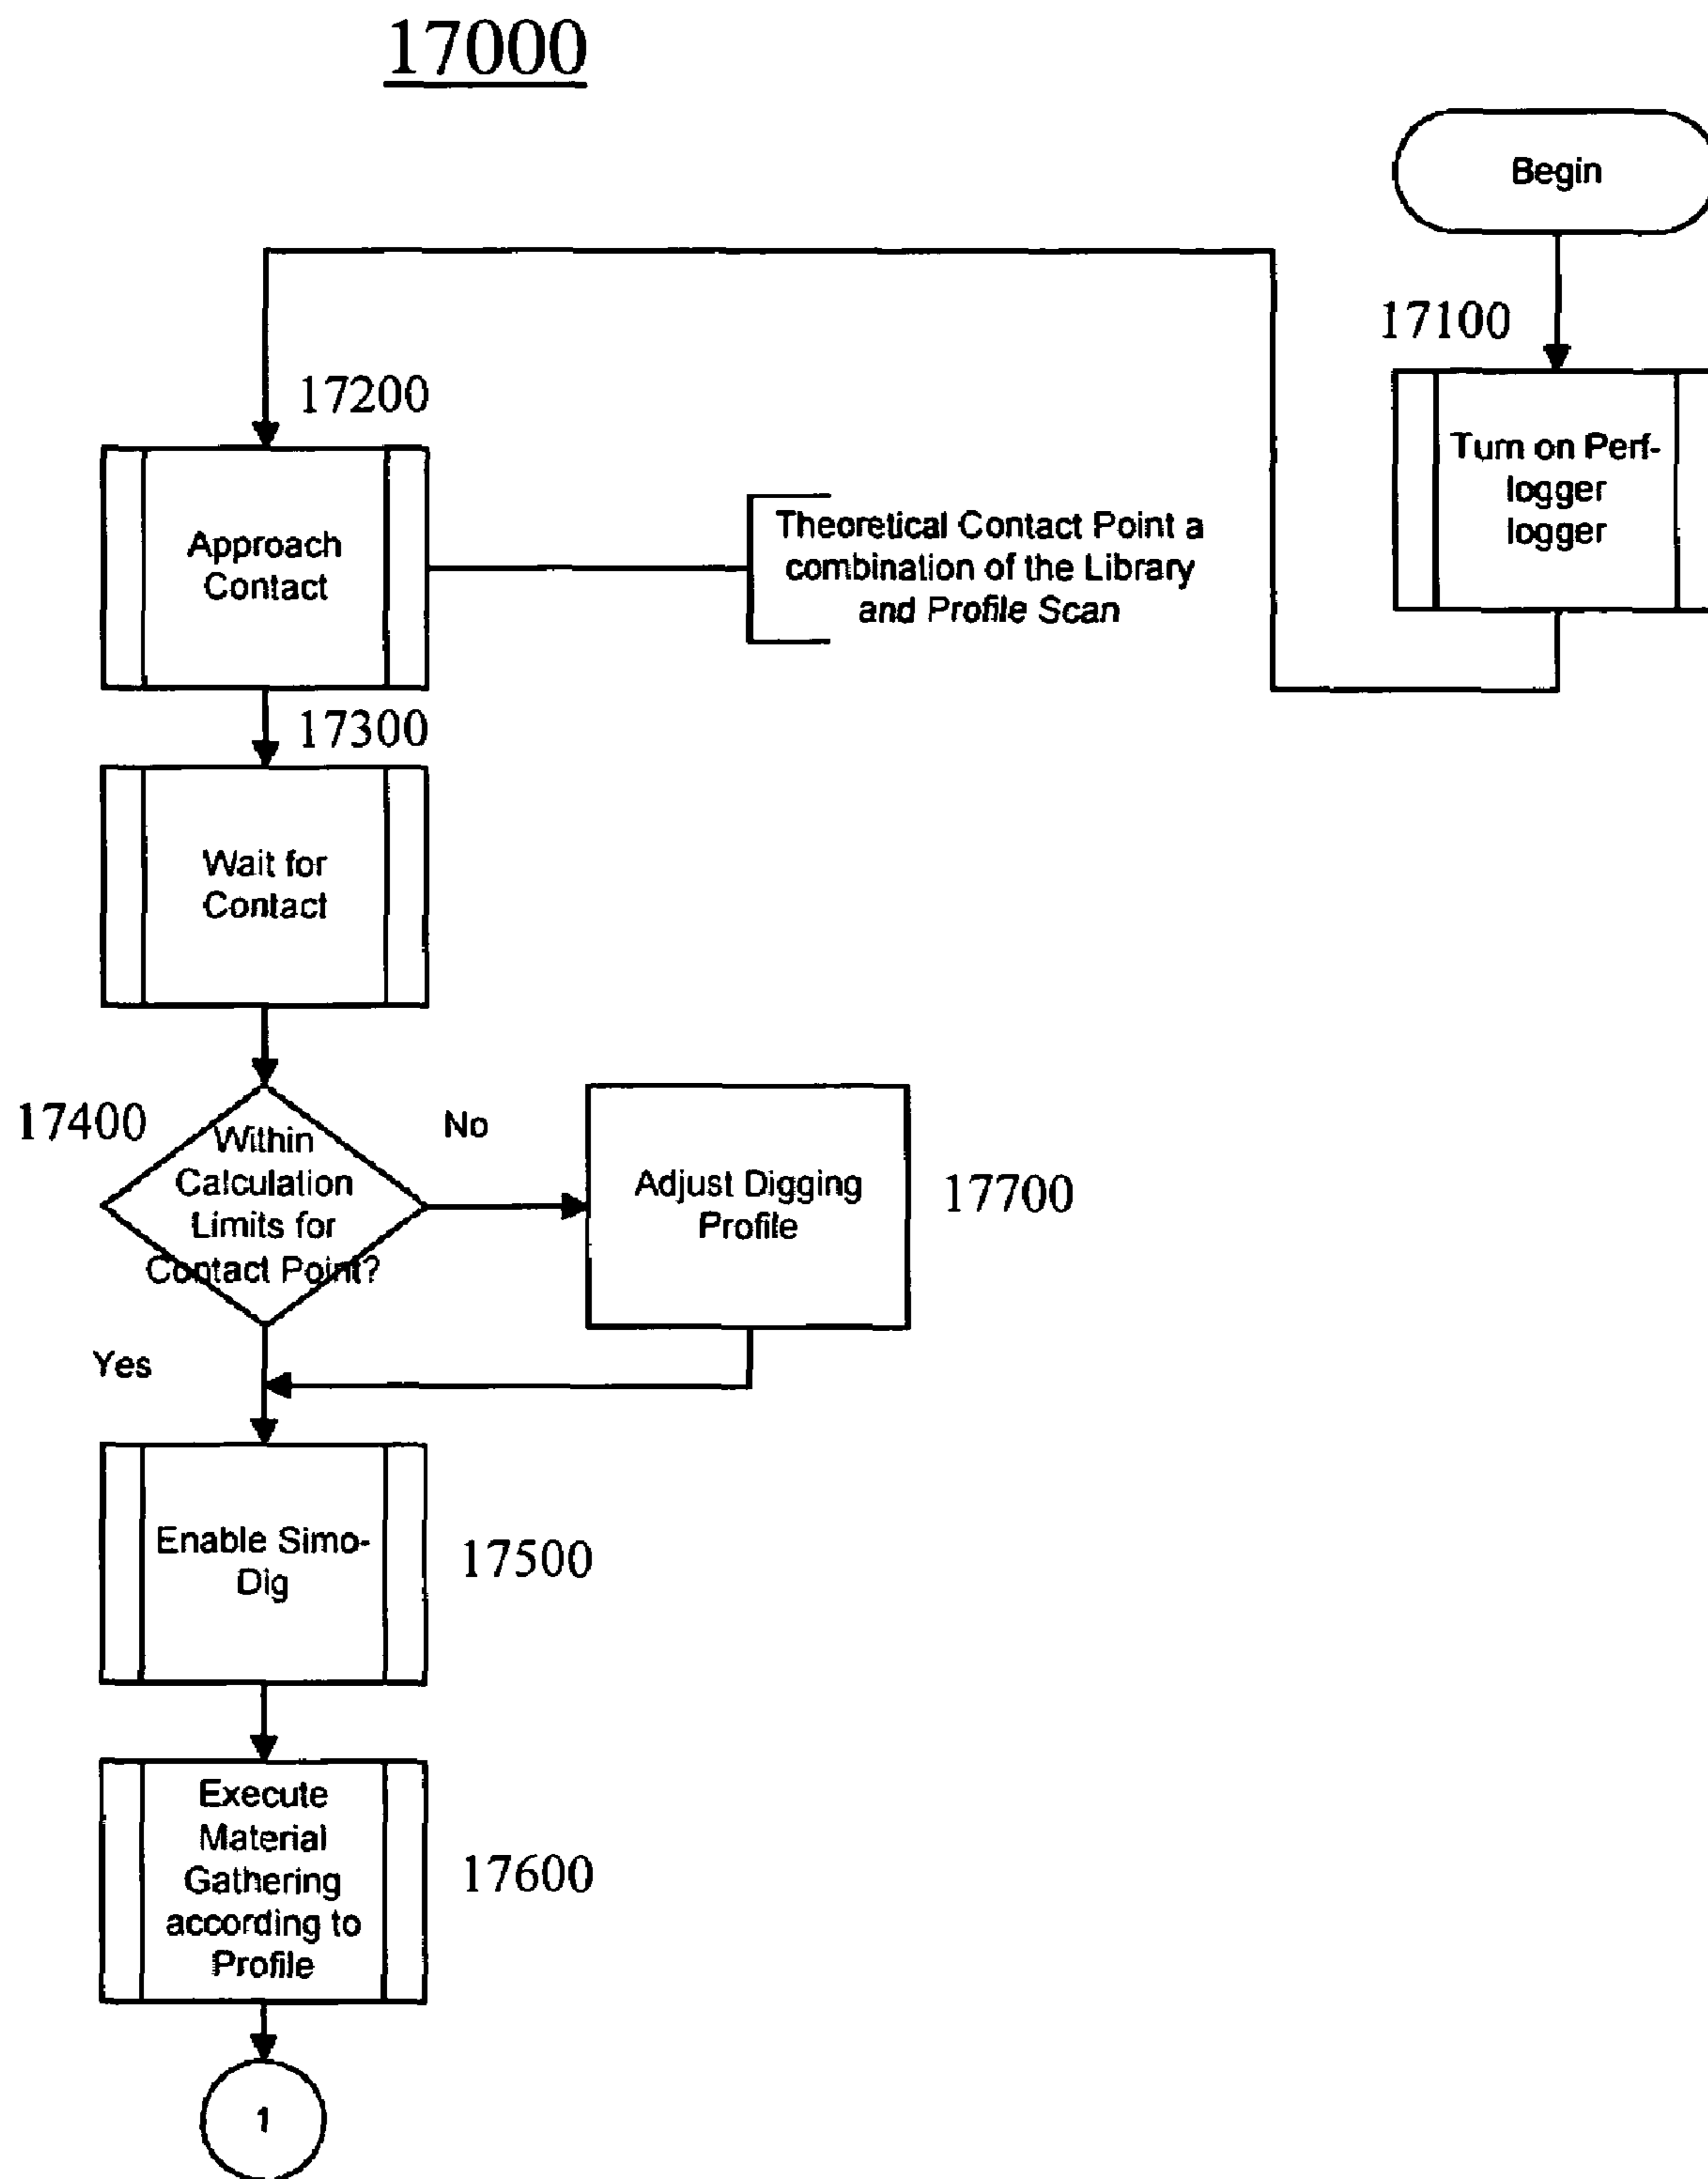 17000
Begin
17100
Turn on Perf-
logger
logger
17200
Approach
Contact
Theoretical Contact Point a
combination of the Library
and Profile Scan
17300
Wait for
Contact
17400
Within
Calculation
Limits for
Contact Point?
No
Adjust Digging
Profile
17700
Yes
Enable Simo-
Dig
17500
Execute
Material
Gathering
according to
Profile
17600
1